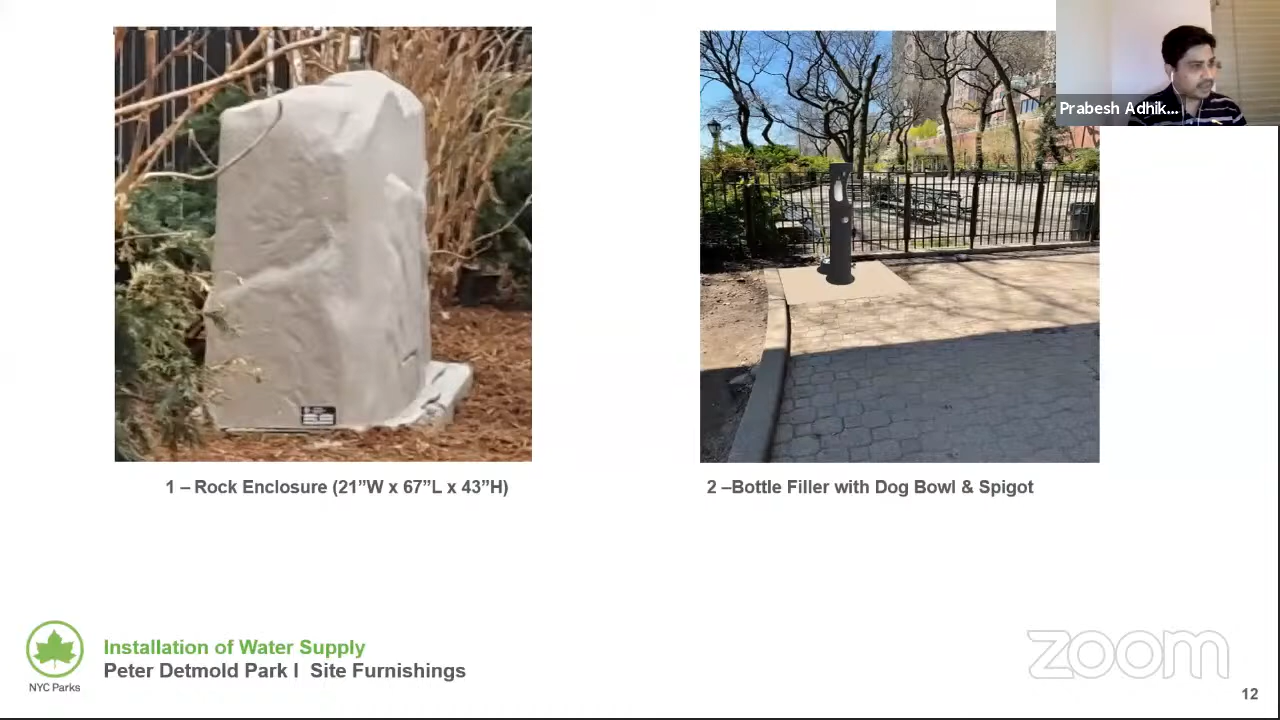 Prabesh Adhik...
1 – Rock Enclosure (21”W x 67”L x 43”H)
2 –Bottle Filler with Dog Bowl & Spigot
Installation of Water Supply
Peter Detmold Park I Site Furnishings
NYC Parks
zoom
12